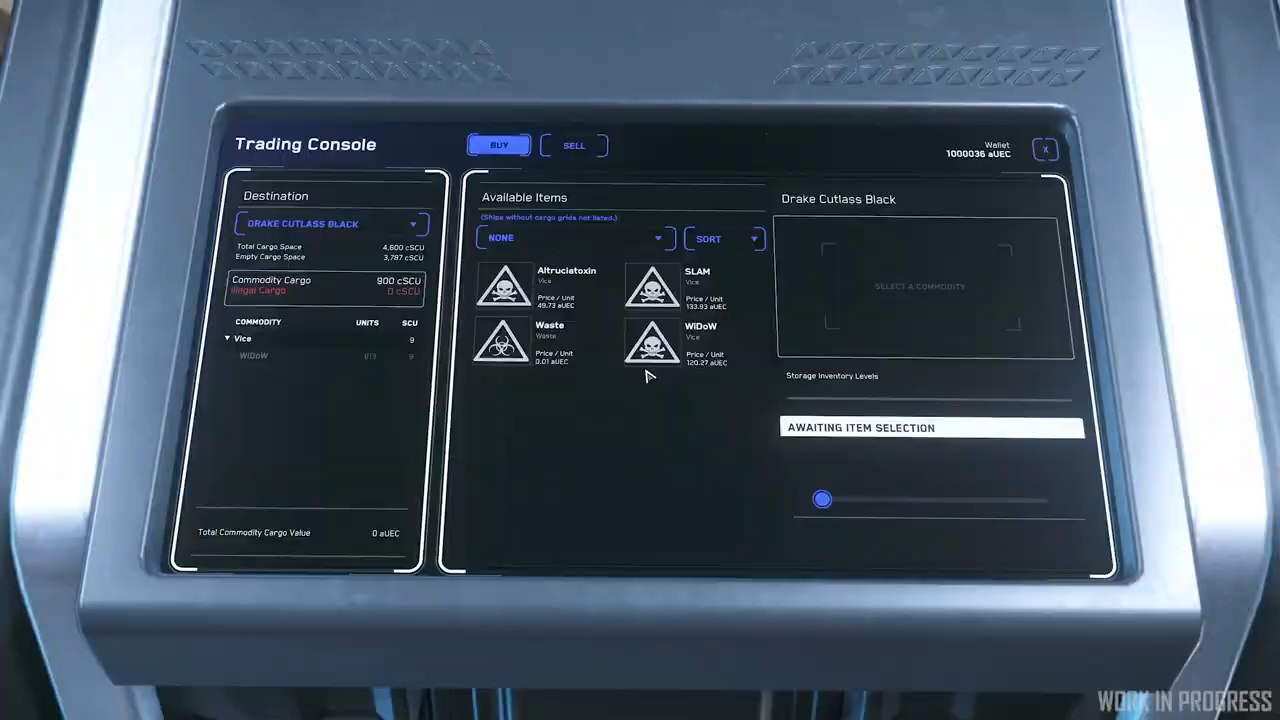 Trading Console
BUY
SELL
Wallet
1000036 aUEC
X
Destination
DRAKE CUTLASS BLACK
Total Cargo Space 4,600 cSCU
Empty Cargo Space 3,787 cSCU
Commodity Cargo 900 cSCU
Illegal Cargo 0 cSCU
COMMODITY UNITS SCU
Vice 9
WiDoW 813 9
Total Commodity Cargo Value 0 aUEC
Available Items
(Ships without cargo grids not listed.)
NONE
SORT
Altruciatoxin
Vice
Price / Unit
49.73 aUEC
SLAM
Vice
Price / Unit
133.93 aUEC
Waste
Waste
Price / Unit
0.01 aUEC
WiDoW
Vice
Price / Unit
120.27 aUEC
Drake Cutlass Black
SELECT A COMMODITY
Storage Inventory Levels
AWAITING ITEM SELECTION
WORK IN PROGRESS